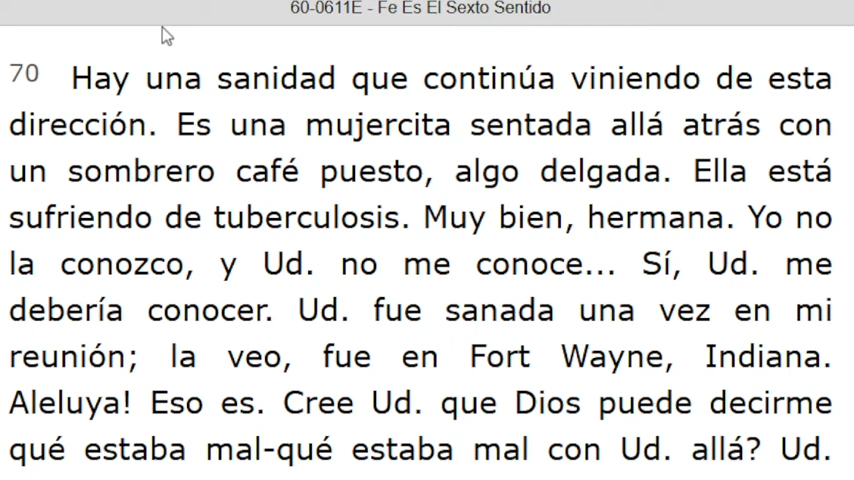 60-0611E - Fe Es El Sexto Sentido
70 Hay una sanidad que continúa viniendo de esta
dirección. Es una mujercita sentada allá atrás con
un sombrero café puesto, algo delgada. Ella está
sufriendo de tuberculosis. Muy bien, hermana. Yo no
la conozco, y Ud. no me conoce... Sí, Ud. me
debería conocer. Ud. fue sanada una vez en mi
reunión; la veo, fue en Fort Wayne, Indiana.
Aleluya! Eso es. Cree Ud. que Dios puede decirme
qué estaba mal-qué estaba mal con Ud. allá? Ud.